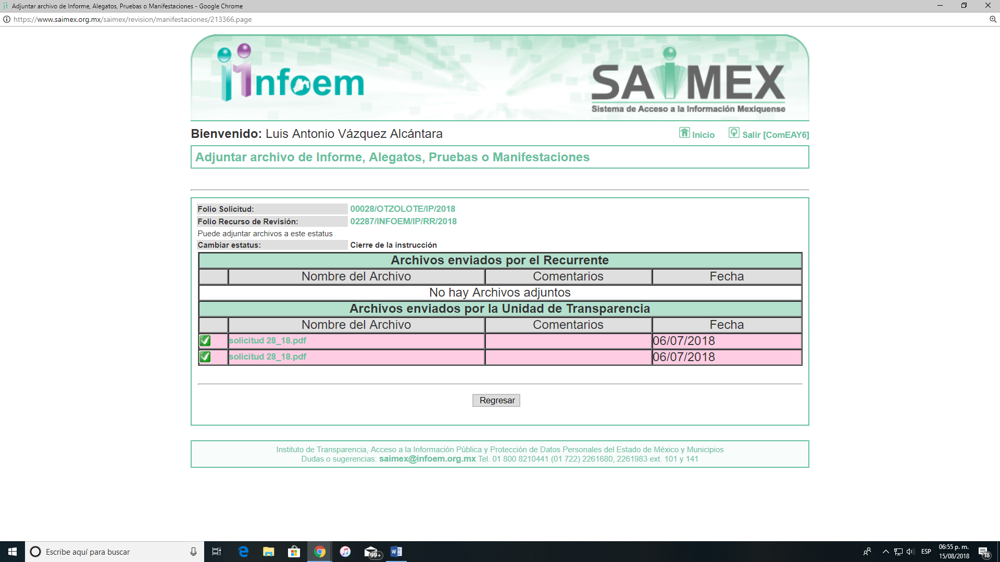 Adjuntar archivo de Informe, Alegatos, Pruebas o Manifestaciones - Google Chrome
https://www.saimex.org.mx/saimex/revision/manifestaciones/213366.page
infoem
SAiMEX
Sistema de Acceso a la Información Mexiquense
Bienvenido: Luis Antonio Vázquez Alcántara
Inicio Salir [ComEAY6]
Adjuntar archivo de Informe, Alegatos, Pruebas o Manifestaciones
Folio Solicitud: 00028/OTZOLOTE/IP/2018
Folio Recurso de Revisión: 02287/INFOEM/IP/RR/2018
Puede adjuntar archivos a este estatus
Cambiar estatus: Cierre de la instrucción
Archivos enviados por el Recurrente
Nombre del Archivo Comentarios Fecha
No hay Archivos adjuntos
Archivos enviados por la Unidad de Transparencia
Nombre del Archivo Comentarios Fecha
solicitud 28_18.pdf 06/07/2018
solicitud 28_18.pdf 06/07/2018
Regresar
Instituto de Transparencia, Acceso a la Información Pública y Protección de Datos Personales del Estado de México y Municipios
Dudas o sugerencias: saimex@infoem.org.mx Tel. 01 800 8210441 (01 722) 2261680, 2261983 ext. 101 y 141
Escribe aquí para buscar
99+
ESP
06:55 p. m.
15/08/2018
18